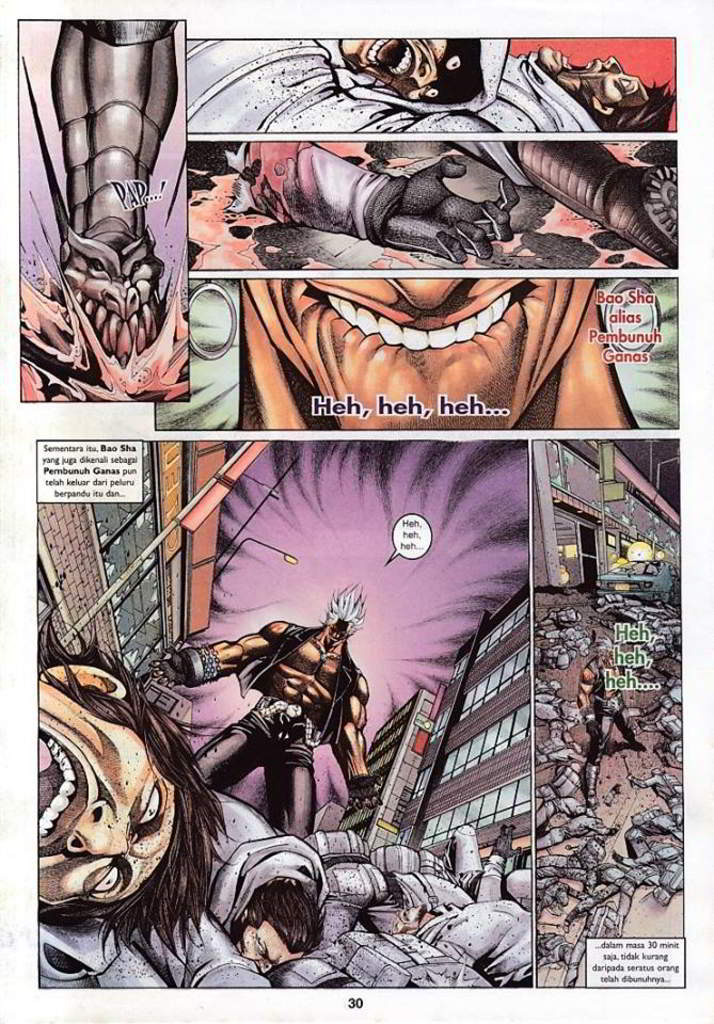 PAP....!
Bao Sha
alias
Pembunuh
Ganas
Heh, heh, heh...
Sementara itu, Bao Sha
yang juga dikenali sebagai
Pembunuh Ganas pun
telah keluar dari peluru
berpandu itu dan...
Heh,
heh,
heh...
Heh,
heh,
heh....
...dalam masa 30 minit
saja, tidak kurang
daripada seratus orang
telah dibunuhnya...
30